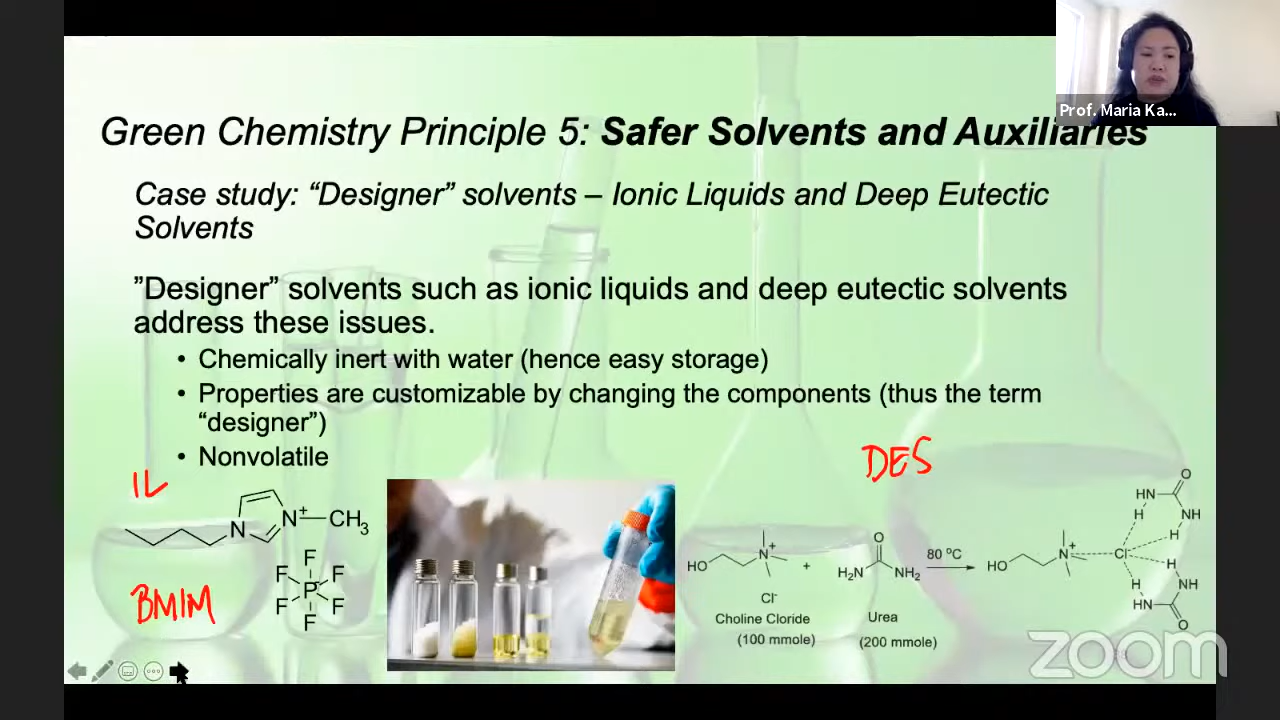 Prof. Maria Ka...
Green Chemistry Principle 5: Safer Solvents and Auxiliaries
Case study: “Designer” solvents – Ionic Liquids and Deep Eutectic
Solvents
”Designer” solvents such as ionic liquids and deep eutectic solvents
address these issues.
• Chemically inert with water (hence easy storage)
• Properties are customizable by changing the components (thus the term
“designer”)
• Nonvolatile
IL
N N+ CH3
F
F F
P
F F
F
BMIM
DES
HO N+ + O H2N NH2 80 ºC HO N+ Cl-
Cl-
Choline Cloride
(100 mmole)
Urea
(200 mmole)
O
HN
H NH
H
H
H NH
HN
O
zoom